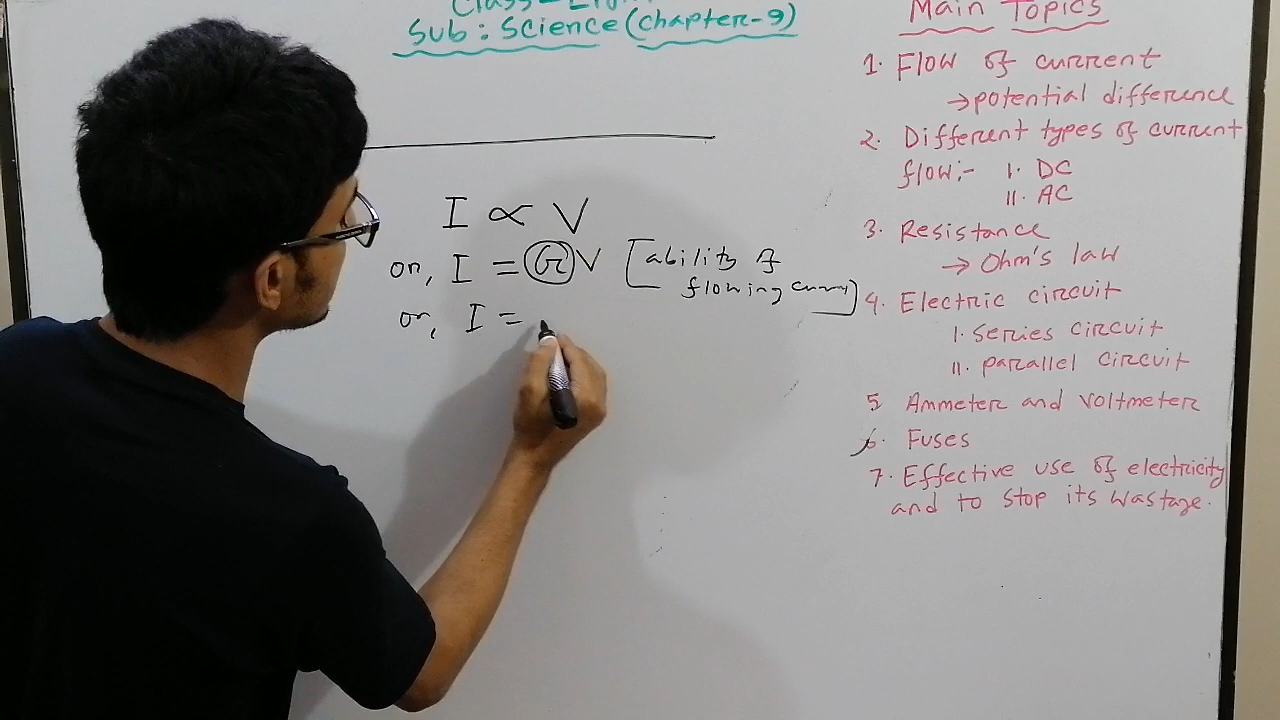 Sub : Science (chapter-9)
I ∝ V
or, I = G V [ability of
flowing
or, I =
Main Topics
1. Flow of current
→ potential difference
2. Different types of current
flow:- I. DC
II. AC
3. Resistance
→ Ohm's law
4. Electric circuit
I. series circuit
II. parallel circuit
5 Ammeter and voltmeter
6. Fuses
7. Effective use of electricity
and to stop its wastage.